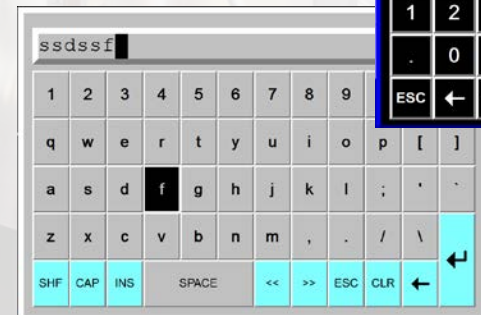 1 2
. 0
ESC ←
ssdssf
1 2 3 4 5 6 7 8 9
q w e r t y u i o p [ ]
a s d f g h j k l ; ' `
z x c v b n m , . / \ ↵
SHF CAP INS SPACE << >> ESC CLR ←